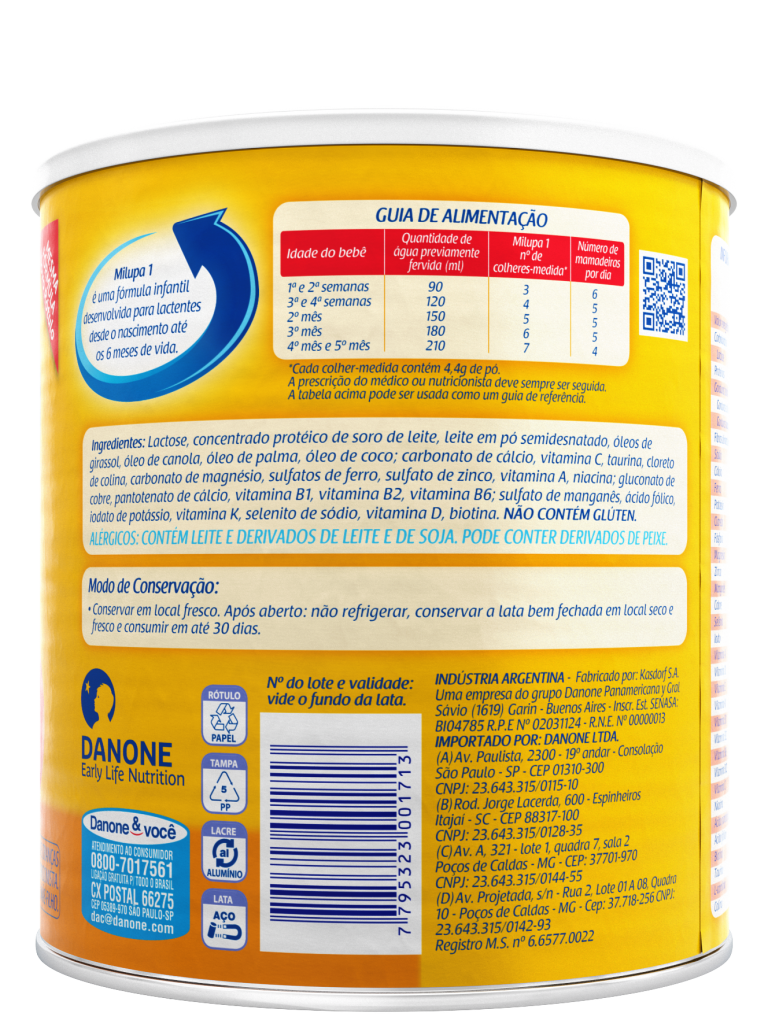 Milupa 1
é uma fórmula infantil
desenvolvida para lactentes
desde o nascimento até
os 6 meses de vida.
GUIA DE ALIMENTAÇÃO
Idade do bebê
Quantidade de
água previamente
fervida (ml)
Milupa 1
nº de
colheres-medida*
Número de
mamadeiras
por dia
1ª e 2ª semanas 90 3 6
3ª e 4ª semanas 120 4 5
2º mês 150 5 5
3º mês 180 6 5
4º mês e 5º mês 210 7 4
*Cada colher-medida contém 4,4g de pó.
A prescrição do médico ou nutricionista deve sempre ser seguida.
A tabela acima pode ser usada como um guia de referência.
Ingredientes: Lactose, concentrado protéico de soro de leite, leite em pó semidesnatado, óleos de
girassol, óleo de canola, óleo de palma, óleo de coco; carbonato de cálcio, vitamina C, taurina, cloreto
de colina, carbonato de magnésio, sulfatos de ferro, sulfato de zinco, vitamina A, niacina; gluconato de
cobre, pantotenato de cálcio, vitamina B1, vitamina B2, vitamina B6; sulfato de manganês, ácido fólico,
iodato de potássio, vitamina K, selenito de sódio, vitamina D, biotina. NÃO CONTÉM GLÚTEN.
ALÉRGICOS: CONTÉM LEITE E DERIVADOS DE LEITE E DE SOJA. PODE CONTER DERIVADOS DE PEIXE.
Modo de Conservação:
• Conservar em local fresco. Após aberto: não refrigerar, conservar a lata bem fechada em local seco e
fresco e consumir em até 30 dias.
DANONE
Early Life Nutrition
Danone & você
ATENDIMENTO AO CONSUMIDOR
0800-7017561
LIGAÇÃO GRATUITA P/ TODO O BRASIL
CX POSTAL 66275
CEP 05389-970 SÃO PAULO-SP
dac@danone.com
RÓTULO
PAPEL
TAMPA
5
PP
LACRE
al
ALUMÍNIO
LATA
AÇO
Nº do lote e validade:
vide o fundo da lata.
7 795323 001713
INDÚSTRIA ARGENTINA - Fabricado por: Kasdorf S.A.
Uma empresa do grupo Danone Panamericana y Gral
Sávio (1619) Garín - Buenos Aires - Inscr. Est. SENASA:
BI04785 R.P.E Nº 02031124 - R.N.E. Nº 00000013
IMPORTADO POR: DANONE LTDA.
(A) Av. Paulista, 2300 - 19º andar - Consolação
São Paulo - SP - CEP 01310-300
CNPJ: 23.643.315/0115-10
(B) Rod. Jorge Lacerda, 600 - Espinheiros
Itajaí - SC - CEP 88317-100
CNPJ: 23.643.315/0128-35
(C) Av. A, 321 - lote 1, quadra 7, sala 2
Poços de Caldas - MG - CEP: 37701-970
CNPJ: 23.643.315/0144-55
(D) Av. Projetada, s/n - Rua 2, Lote 01 A 08, Quadra
10 - Poços de Caldas - MG - Cep: 37.718-256 CNPJ:
23.643.315/0142-93
Registro M.S. nº 6.6577.0022